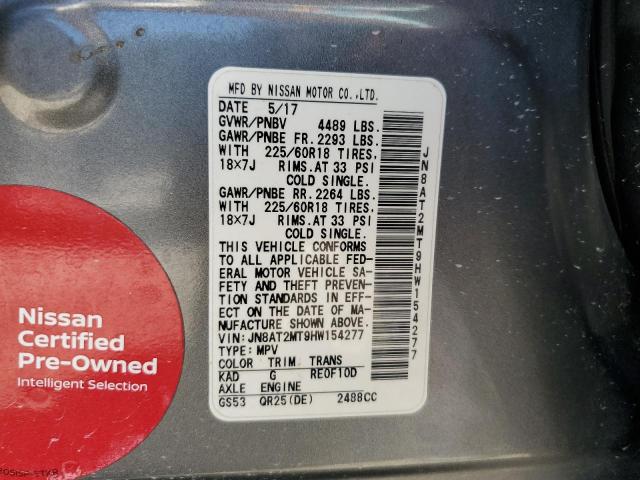 MFD BY NISSAN MOTOR CO.,LTD.
DATE 5/17
GVWR/PNBV 4489 LBS.
GAWR/PNBE FR. 2293 LBS.
WITH 225/60R18 TIRES,
18X7J RIMS.AT 33 PSI
COLD SINGLE.
GAWR/PNBE RR. 2264 LBS.
WITH 225/60R18 TIRES,
18X7J RIMS.AT 33 PSI
COLD SINGLE.
THIS VEHICLE CONFORMS
TO ALL APPLICABLE FED-
ERAL MOTOR VEHICLE SA-
FETY AND THEFT PREVEN-
TION STANDARDS IN EFF-
ECT ON THE DATE OF MA-
NUFACTURE SHOWN ABOVE.
VIN: JN8AT2MT9HW154277
TYPE: MPV
COLOR TRIM TRANS
KAD G RE0F10D
AXLE ENGINE
GS53 QR25(DE) 2488CC
JN8AT2MT9HW154277
Nissan
Certified
Pre-Owned
Intelligent Selection